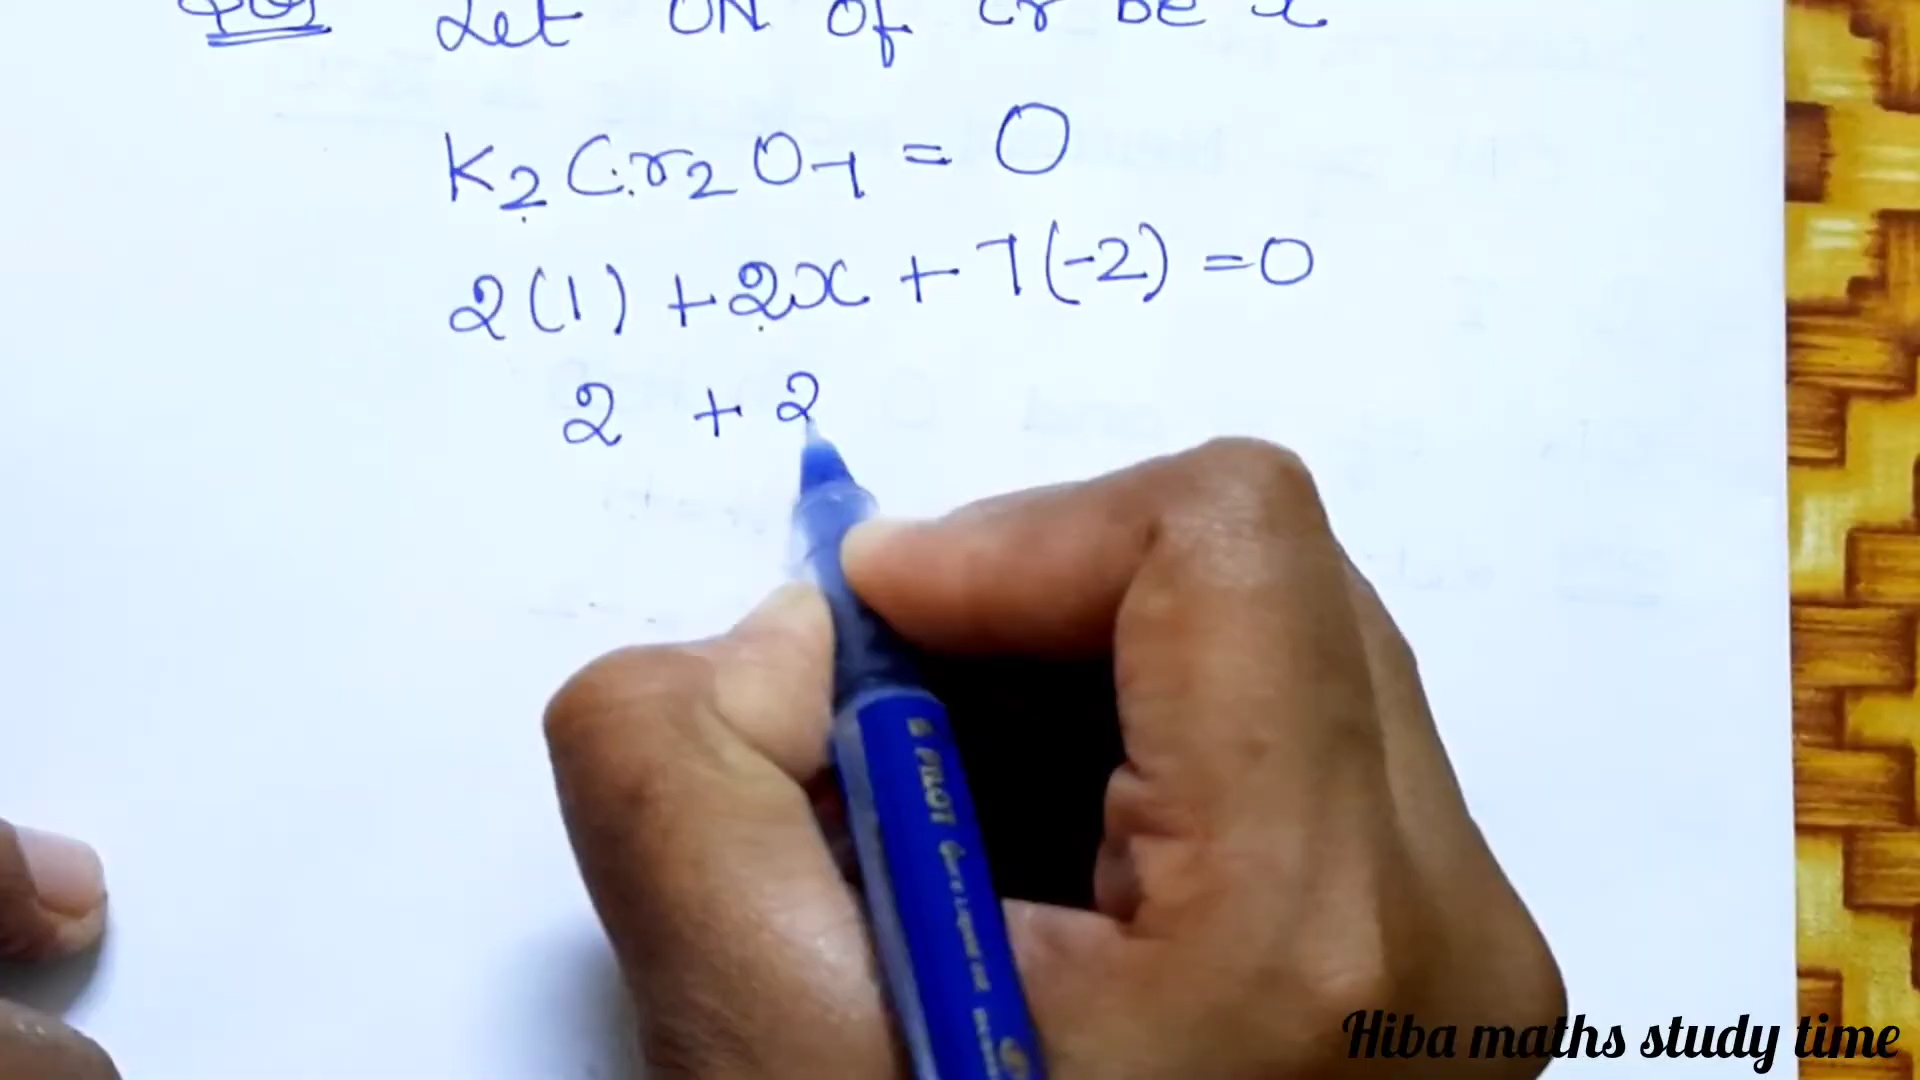 Let ON of Cr be x
K2Cr2O7 = 0
2(1) + 2x + 7(-2) = 0
2 + 2
PILOT
Hiba maths study time